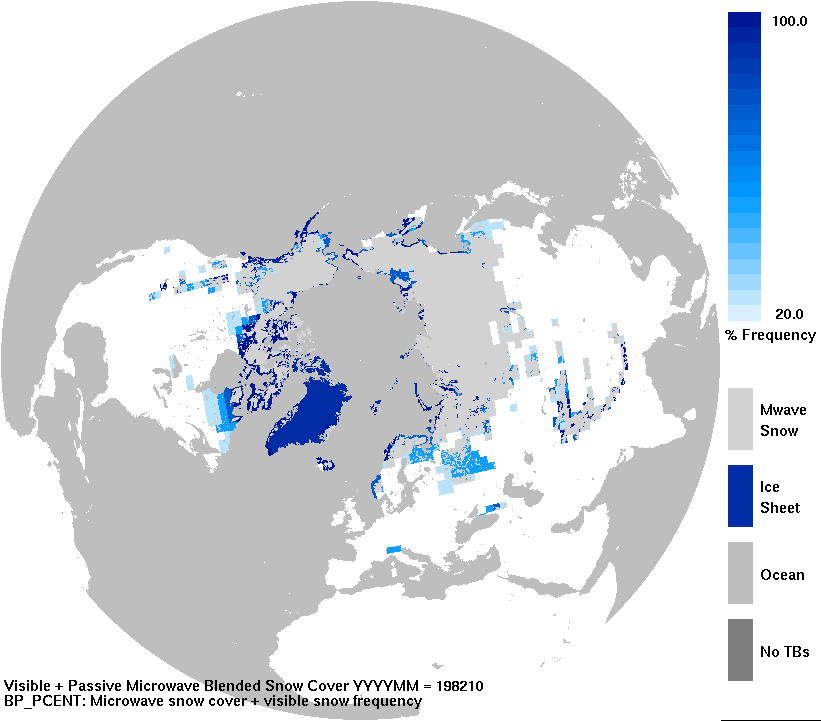 100.0
20.0
% Frequency
Mwave
Snow
Ice
Sheet
Ocean
No TBs
Visible + Passive Microwave Blended Snow Cover YYYYMM = 198210
BP_PCENT: Microwave snow cover + visible snow frequency